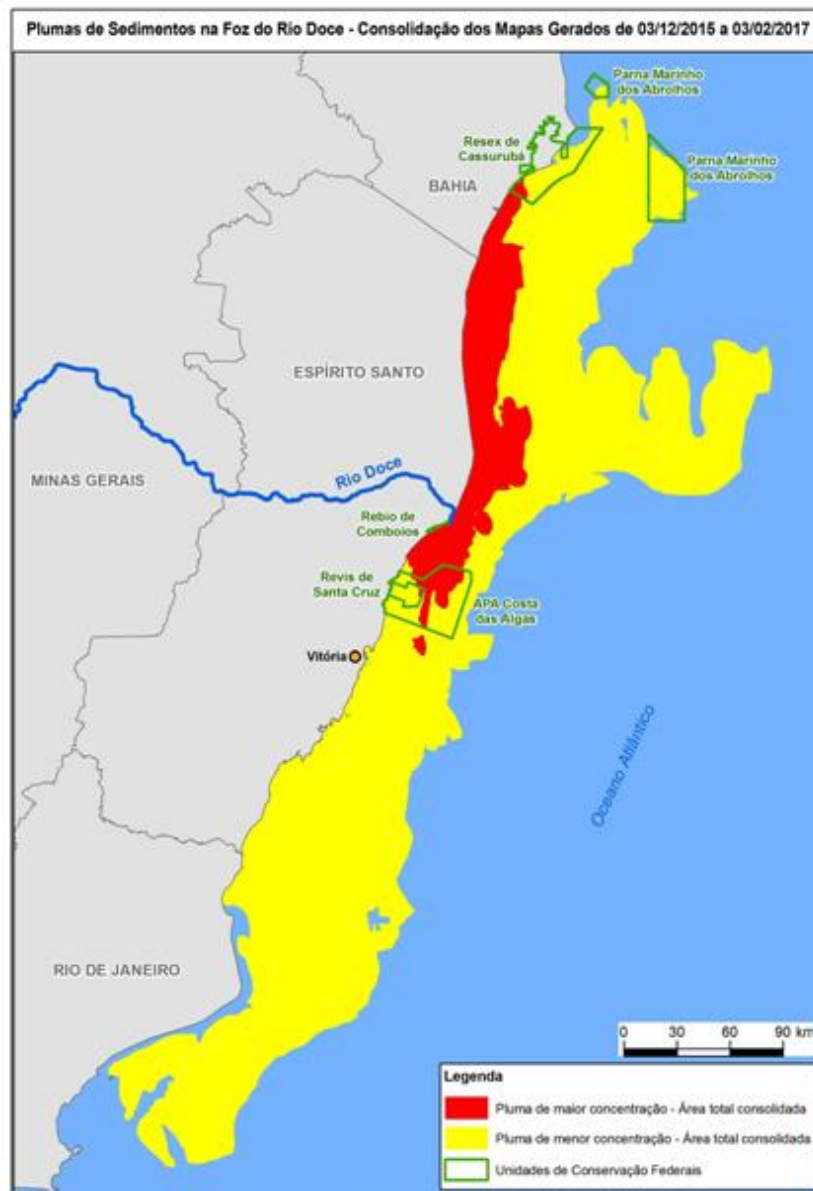 Plumas de Sedimentos na Foz do Rio Doce - Consolidação dos Mapas Gerados de 03/12/2015 a 03/02/2017
Parna Marinho
dos Abrolhos
Resex de
Cassurubá
Parna Marinho
dos Abrolhos
BAHIA
ESPÍRITO SANTO
MINAS GERAIS
Rio Doce
Rebio de
Comboios
Revis de
Santa Cruz
APA Costa
das Algas
Vitória
Oceano Atlântico
RIO DE JANEIRO
0 30 60 90 km
Legenda
Pluma de maior concentração - Área total consolidada
Pluma de menor concentração - Área total consolidada
Unidades de Conservação Federais